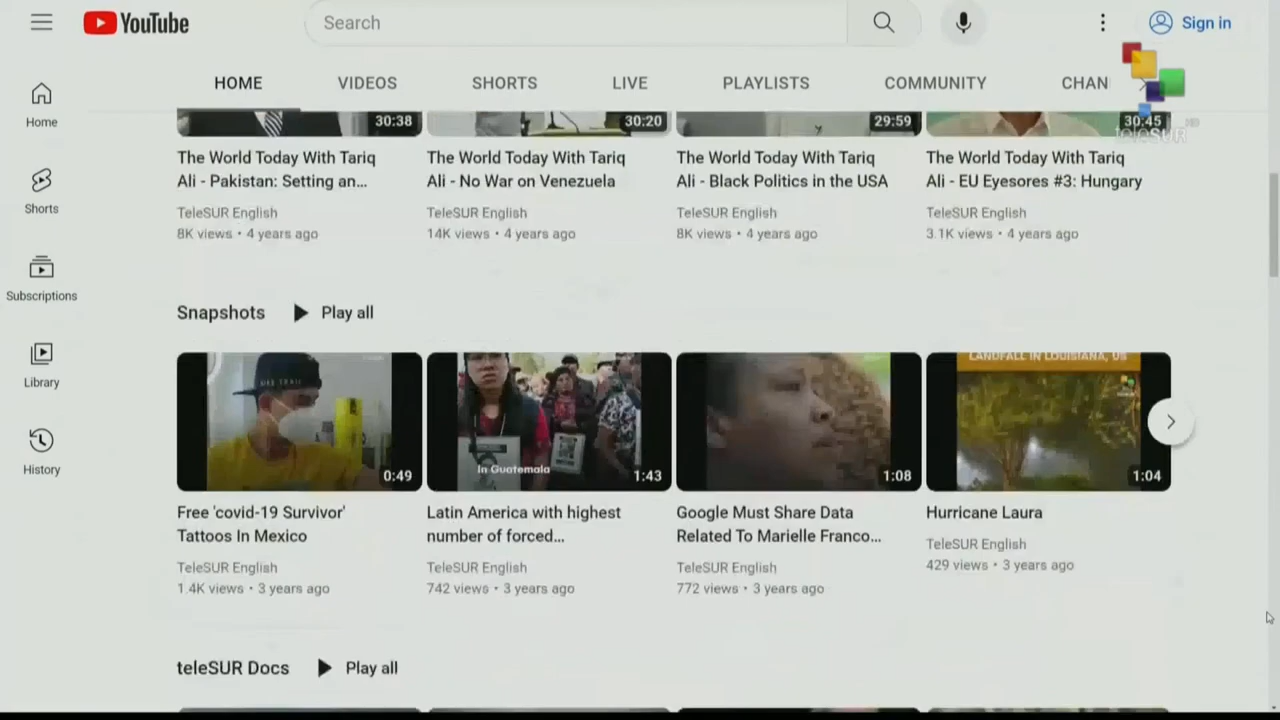 YouTube
Search
Sign in
HOME VIDEOS SHORTS LIVE PLAYLISTS COMMUNITY CHAN
teleSUR HD
Home
Shorts
Subscriptions
Library
History
30:38
30:20
29:59
30:45
The World Today With Tariq
Ali - Pakistan: Setting an...
TeleSUR English
8K views • 4 years ago
The World Today With Tariq
Ali - No War on Venezuela
TeleSUR English
14K views • 4 years ago
The World Today With Tariq
Ali - Black Politics in the USA
TeleSUR English
8K views • 4 years ago
The World Today With Tariq
Ali - EU Eyesores #3: Hungary
TeleSUR English
3.1K views • 4 years ago
Snapshots Play all
0:49
In Guatemala
1:43
1:08
LANDFALL IN LOUISIANA, US
1:04
Free 'covid-19 Survivor'
Tattoos In Mexico
TeleSUR English
1.4K views • 3 years ago
Latin America with highest
number of forced...
TeleSUR English
742 views • 3 years ago
Google Must Share Data
Related To Marielle Franco...
TeleSUR English
772 views • 3 years ago
Hurricane Laura
TeleSUR English
429 views • 3 years ago
teleSUR Docs Play all